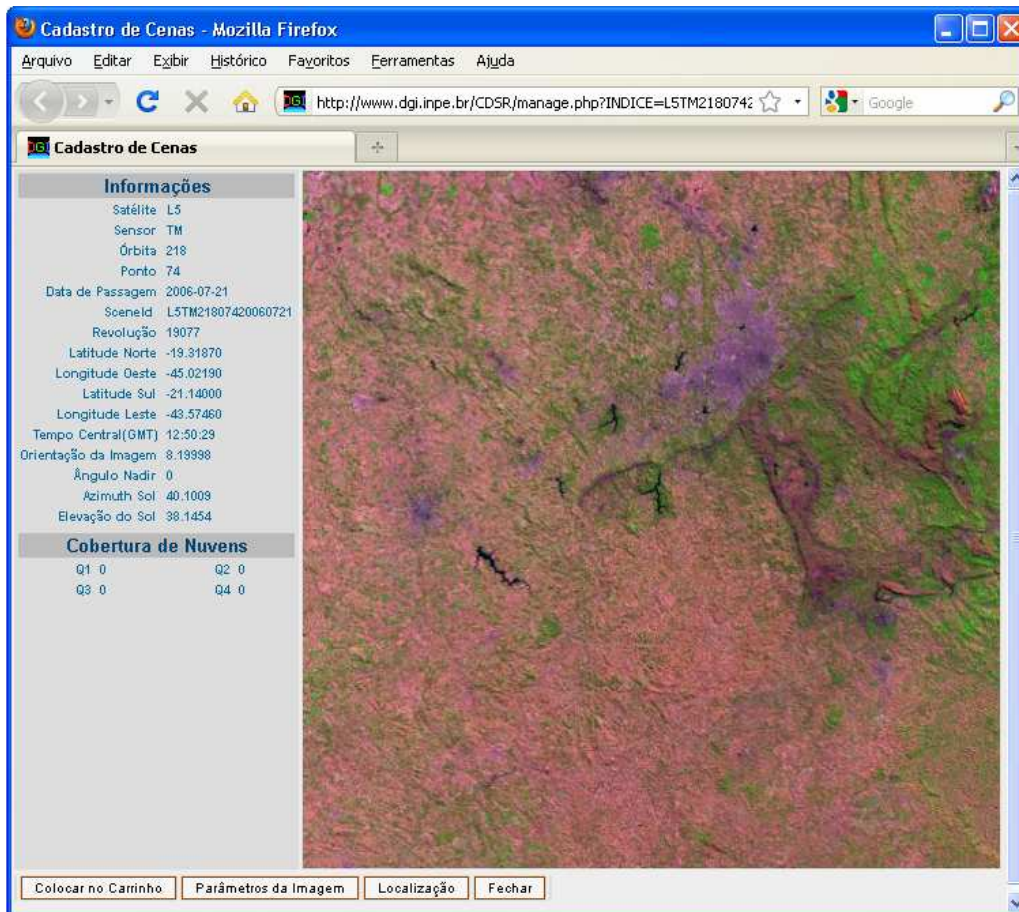 Cadastro de Cenas - Mozilla Firefox
Arquivo Editar Exibir Histórico Favoritos Ferramentas Ajuda
DGI http://www.dgi.inpe.br/CDSR/manage.php?INDICE=L5TM2180742 Google
DGI Cadastro de Cenas
Informações
Satélite L5
Sensor TM
Órbita 218
Ponto 74
Data de Passagem 2006-07-21
SceneId L5TM21807420060721
Revolução 19077
Latitude Norte -19.31870
Longitude Oeste -45.02190
Latitude Sul -21.14000
Longitude Leste -43.57460
Tempo Central(GMT) 12:50:29
Orientação da Imagem 8.19998
Ângulo Nadir 0
Azimuth Sol 40.1009
Elevação do Sol 38.1454
Cobertura de Nuvens
Q1 0 Q2 0
Q3 0 Q4 0
Colocar no Carrinho Parâmetros da Imagem Localização Fechar